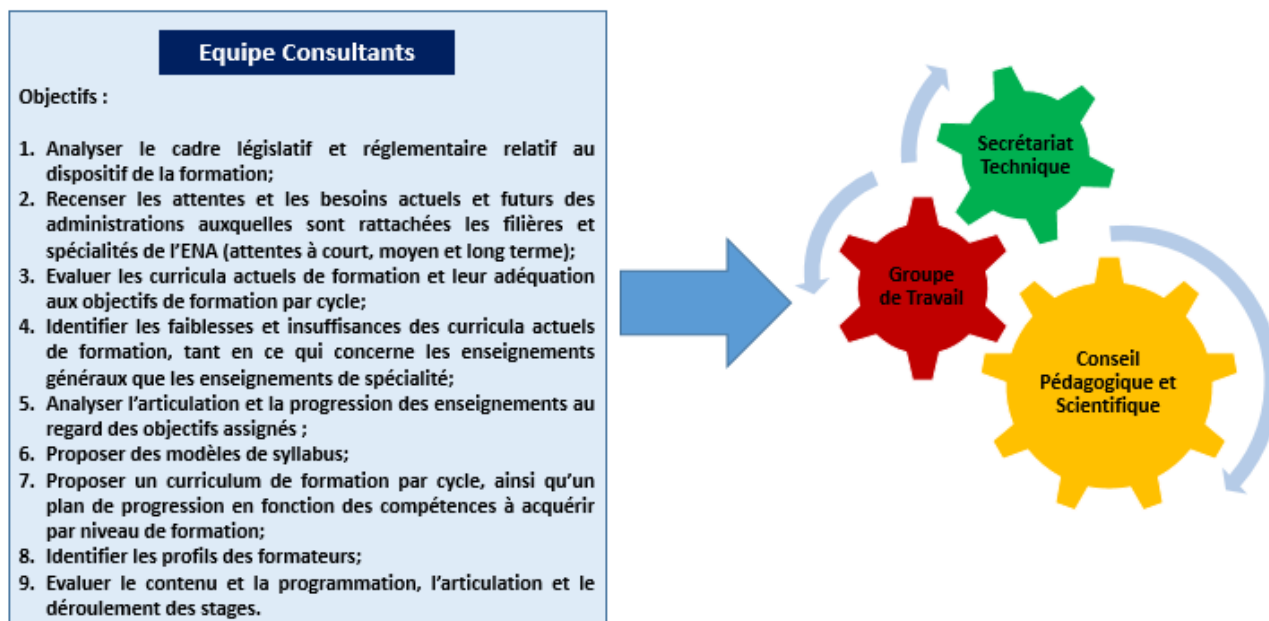 Equipe Consultants
Objectifs :
1. Analyser le cadre législatif et réglementaire relatif au
dispositif de la formation;
2. Recenser les attentes et les besoins actuels et futurs des
administrations auxquelles sont rattachées les filières et
spécialités de l'ENA (attentes à court, moyen et long terme);
3. Evaluer les curricula actuels de formation et leur adéquation
aux objectifs de formation par cycle;
4. Identifier les faiblesses et insuffisances des curricula actuels
de formation, tant en ce qui concerne les enseignements
généraux que les enseignements de spécialité;
5. Analyser l'articulation et la progression des enseignements au
regard des objectifs assignés ;
6. Proposer des modèles de syllabus;
7. Proposer un curriculum de formation par cycle, ainsi qu'un
plan de progression en fonction des compétences à acquérir
par niveau de formation;
8. Identifier les profils des formateurs;
9. Evaluer le contenu et la programmation, l'articulation et le
déroulement des stages.
Secrétariat
Technique
Groupe
de Travail
Conseil
Pédagogique et
Scientifique